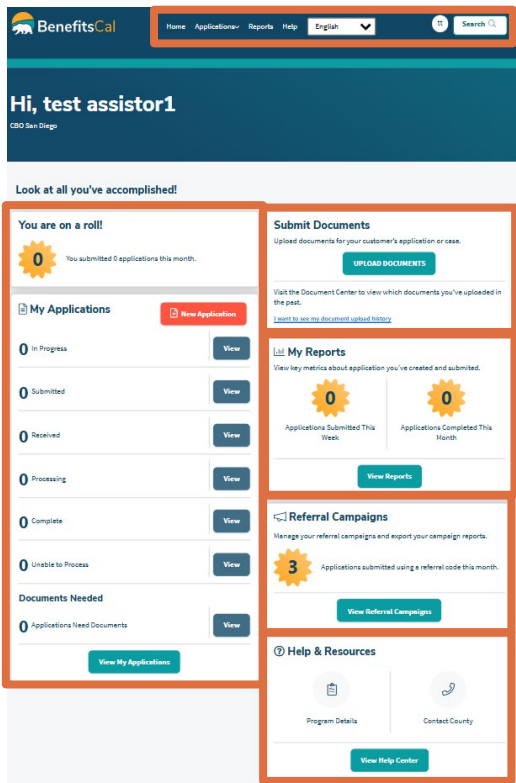 BenefitsCal
Home Applications Reports Help English tt Search
Hi, test assistor1
CBO San Diego
Look at all you've accomplished!
You are on a roll!
0 You submitted 0 applications this month.
My Applications New Application
0 In Progress View
0 Submitted View
0 Received View
0 Processing View
0 Complete View
0 Unable to Process View
Documents Needed
0 Applications Need Documents View
View My Applications
Submit Documents
Upload documents for your customer's application or case.
UPLOAD DOCUMENTS
Visit the Document Center to view which documents you've uploaded in
the past.
I want to see my document upload history
My Reports
View key metrics about application you've created and submited.
0 0
Applications Submitted This Applications Completed This
Week Month
View Reports
Referral Campaigns
Manage your referral campaigns and export your campaign reports.
3 Applications submitted using a referral code this month.
View Referral Campaigns
Help & Resources
Program Details Contact County
View Help Center